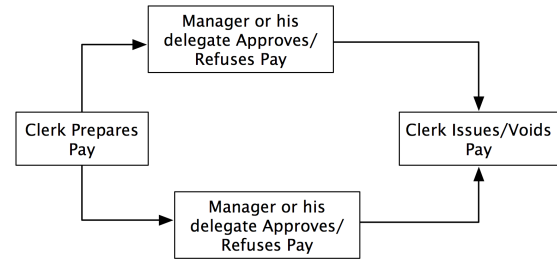 Manager or his
delegate Approves/
Refuses Pay
Clerk Prepares
Pay
Clerk Issues/Voids
Pay
Manager or his
delegate Approves/
Refuses Pay